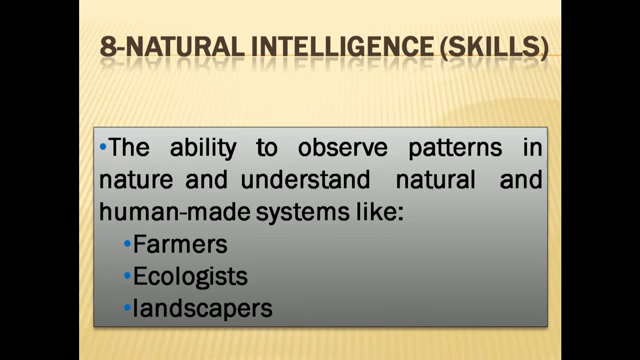 8-NATURAL INTELLIGENCE (SKILLS)
•The ability to observe patterns in
nature and understand natural and
human-made systems like:
•Farmers
•Ecologists
•landscapers